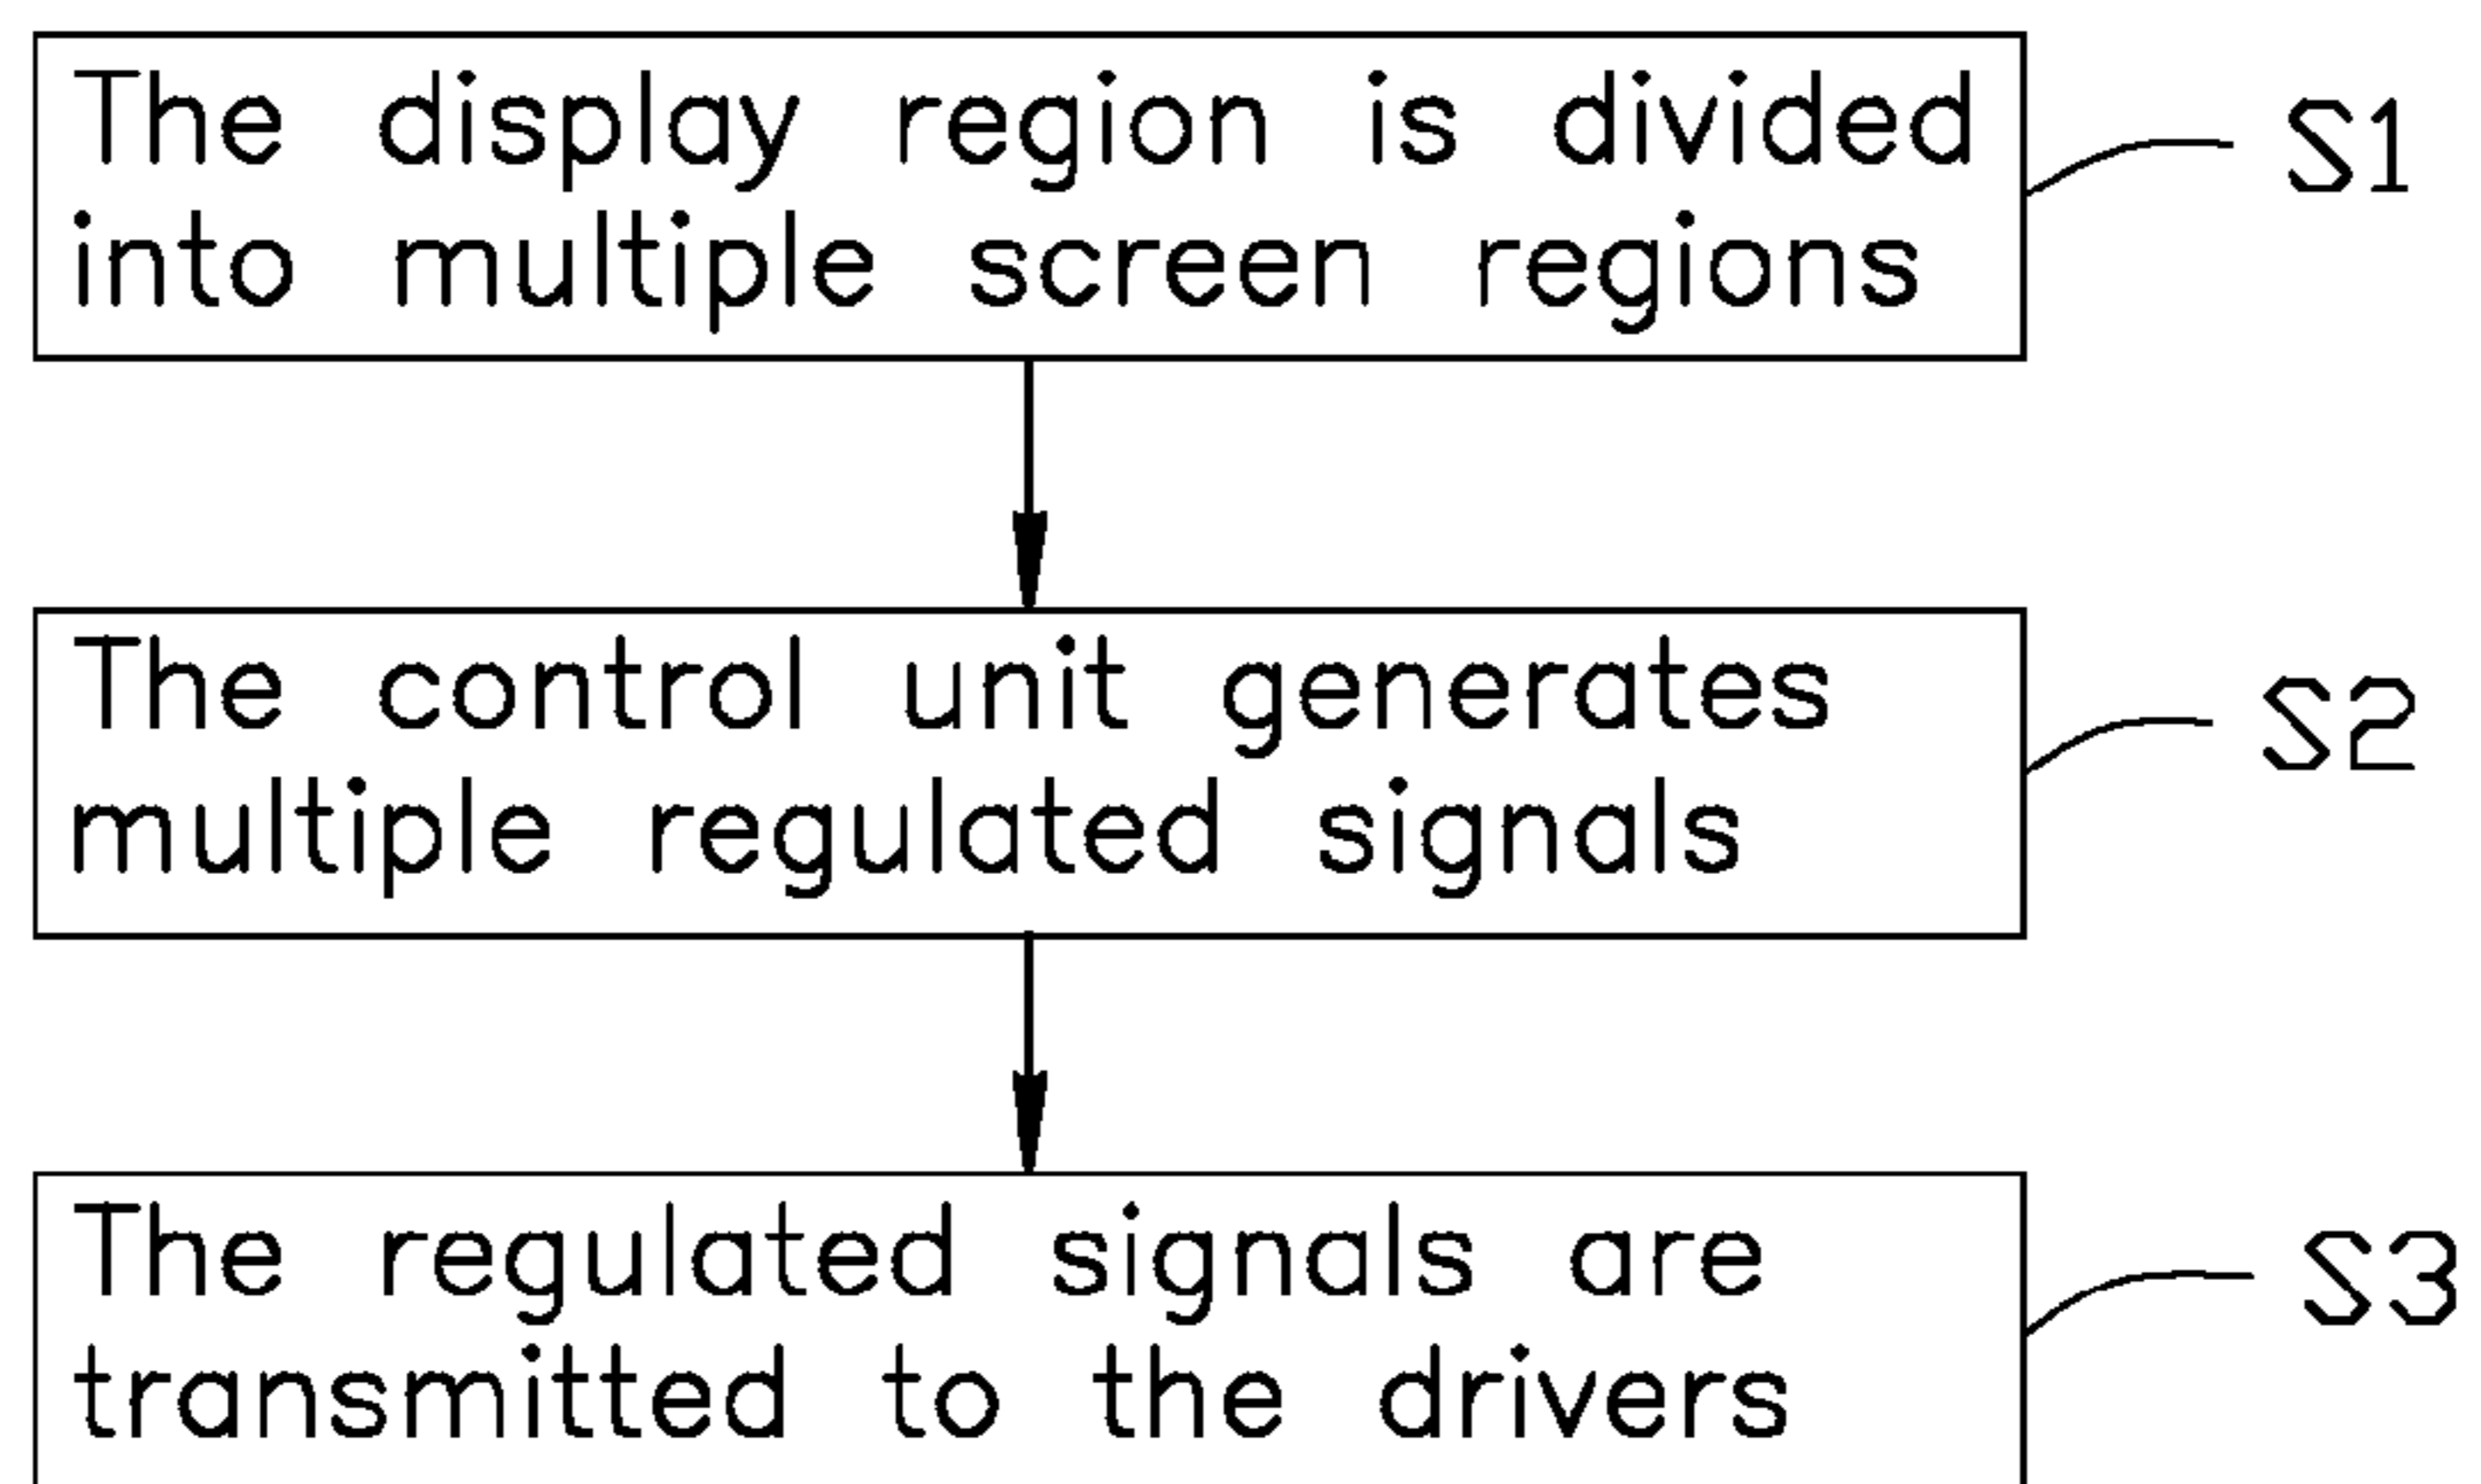 The display region is divided
into multiple screen regions
S1
The control unit generates
multiple regulated signals
S2
The regulated signals are
transmitted to the drivers
S3